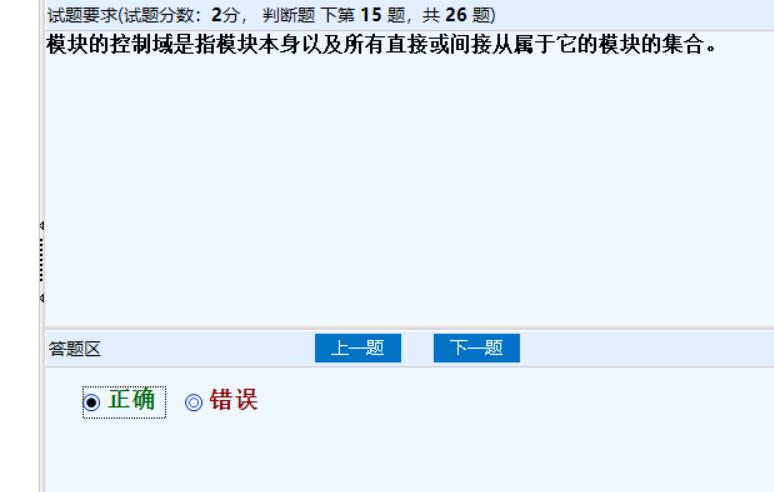 试题要求(试题分数：2分， 判断题 下第 15 题，共 26 题)
模块的控制域是指模块本身以及所有直接或间接从属于它的模块的集合。
答题区 上一题 下一题
正确 错误